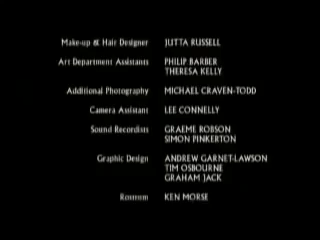 Make-up & Hair Designer JUTTA RUSSELL
Art Department Assistants PHILIP BARBER
THERESA KELLY
Additional Photography MICHAEL CRAVEN-TODD
Camera Assistant LEE CONNELLY
Sound Recordists GRAEME ROBSON
SIMON PINKERTON
Graphic Design ANDREW GARNET-LAWSON
TIM OSBOURNE
GRAHAM JACK
Rostrum KEN MORSE